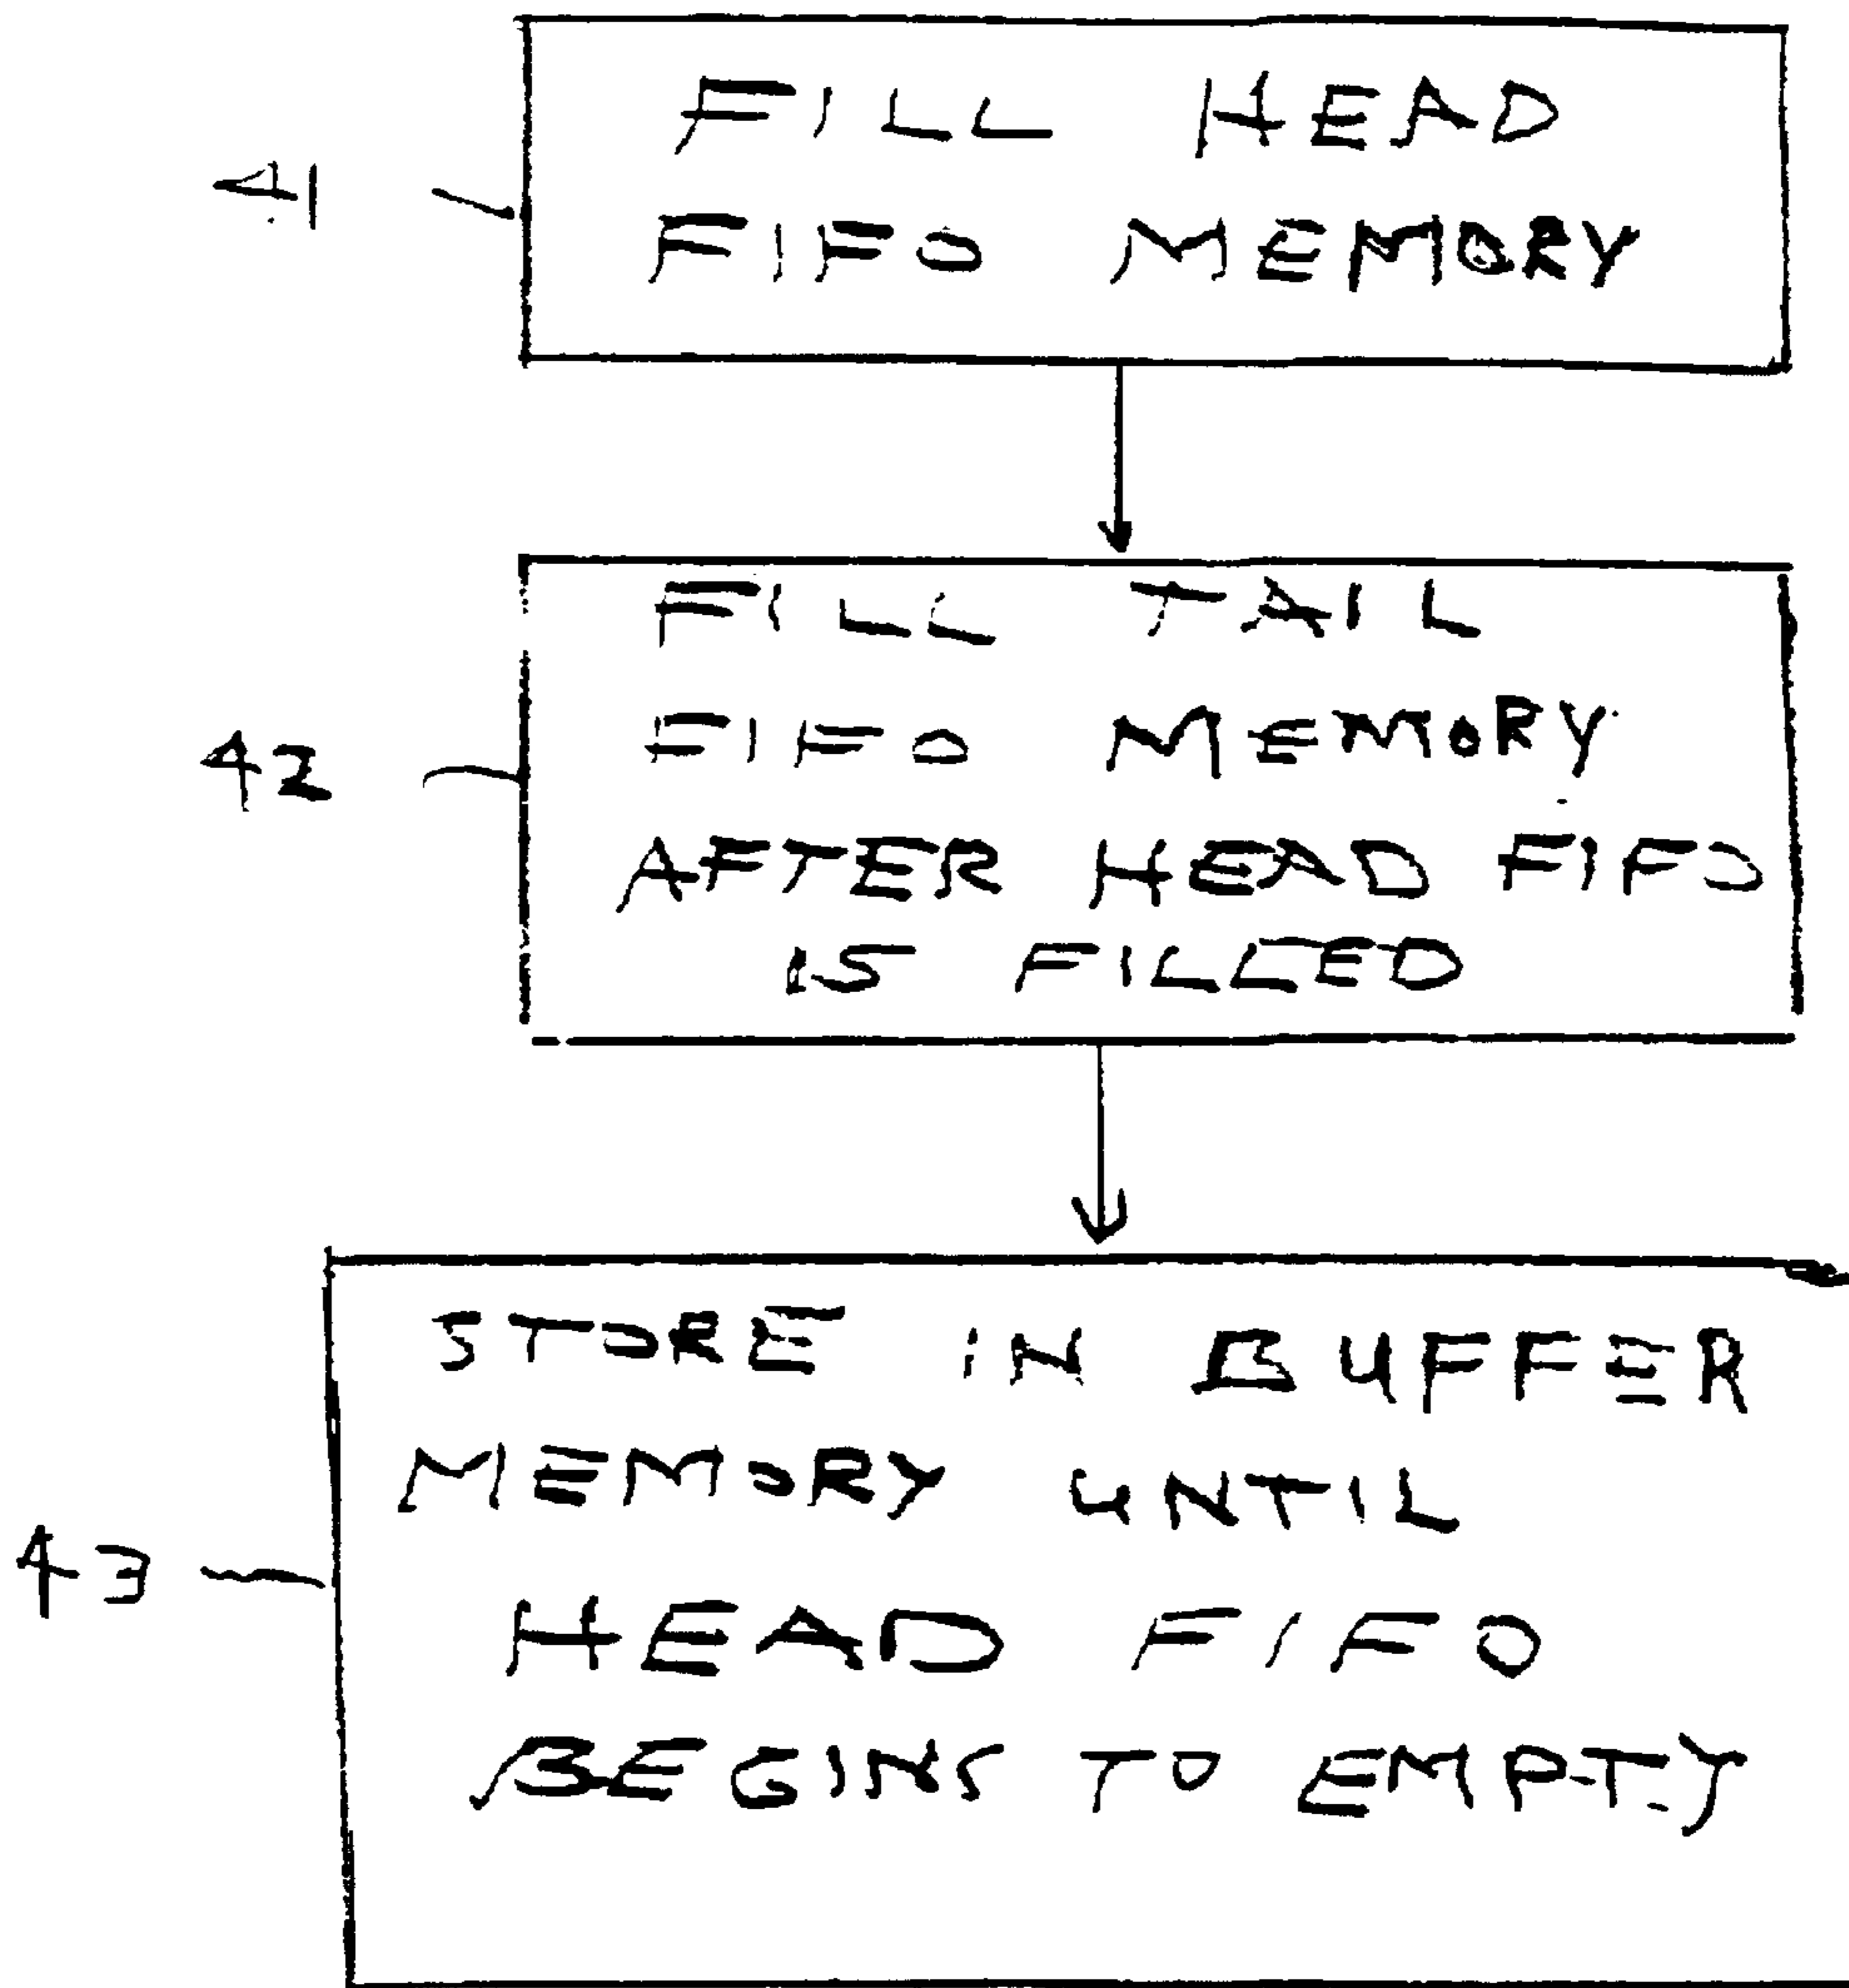 FILL HEAD
41
FIFO MEMORY
FILL TAIL
42
FIFO MEMORY
AFTER HEAD FIFO
IS FILLED
STORE IN BUFFER
MEMORY UNTIL
43
HEAD FIFO
BEGINS TO EMPTY